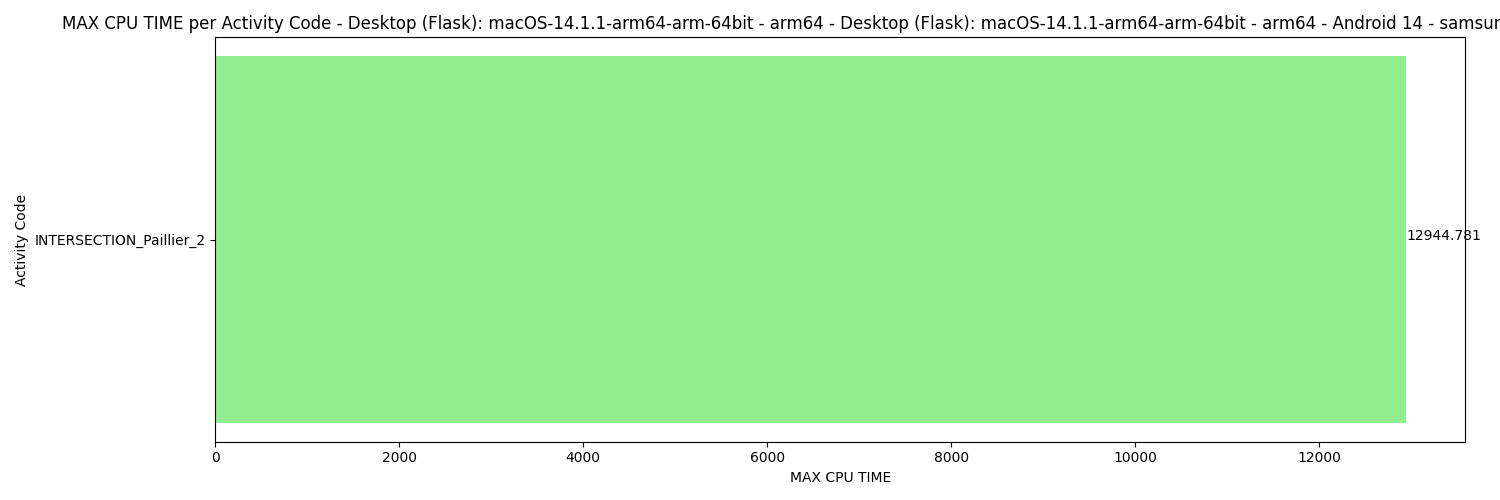 MAX CPU TIME per Activity Code - Desktop (Flask): macOS-14.1.1-arm64-arm-64bit - arm64 - Desktop (Flask): macOS-14.1.1-arm64-arm-64bit - arm64 - Android 14 - samsur
Activity Code
INTERSECTION_Paillier_2
12944.781
0 2000 4000 6000 8000 10000 12000
MAX CPU TIME